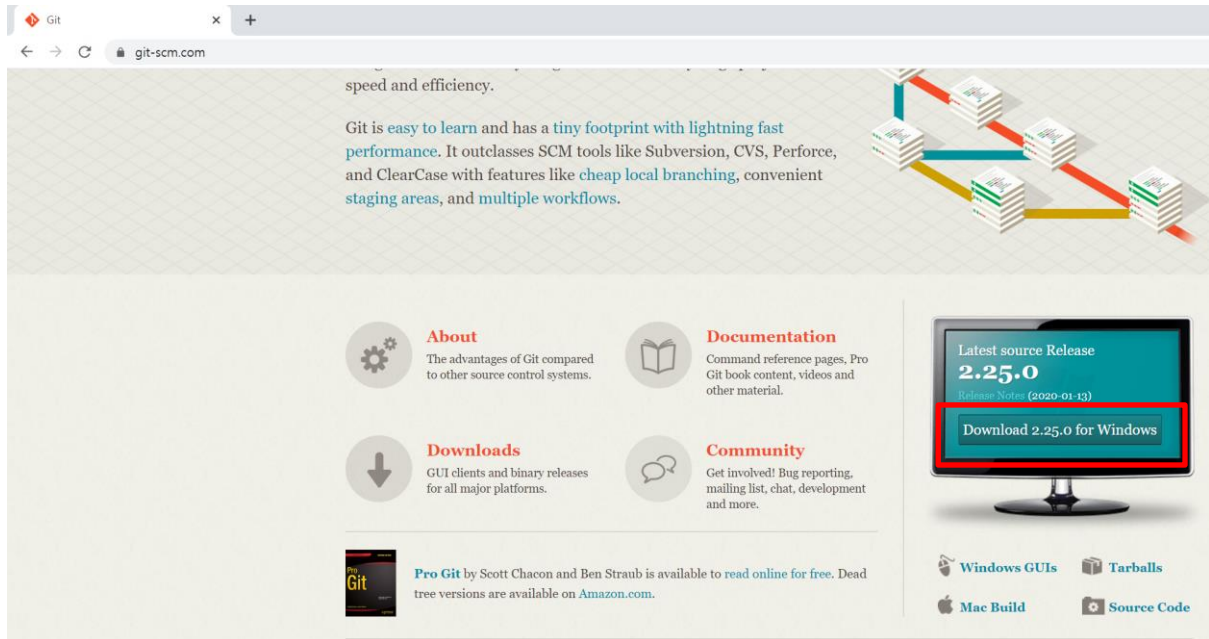 Git
git-scm.com
speed and efficiency.
Git is easy to learn and has a tiny footprint with lightning fast
performance. It outclasses SCM tools like Subversion, CVS, Perforce,
and ClearCase with features like cheap local branching, convenient
staging areas, and multiple workflows.
About
The advantages of Git compared
to other source control systems.
Documentation
Command reference pages, Pro
Git book content, videos and
other material.
Downloads
GUI clients and binary releases
for all major platforms.
Community
Get involved! Bug reporting,
mailing list, chat, development
and more.
Latest source Release
2.25.0
Release Notes (2020-01-13)
Download 2.25.0 for Windows
Pro
Git
Pro Git by Scott Chacon and Ben Straub is available to read online for free. Dead
tree versions are available on Amazon.com.
Windows GUIs
Tarballs
Mac Build
Source Code